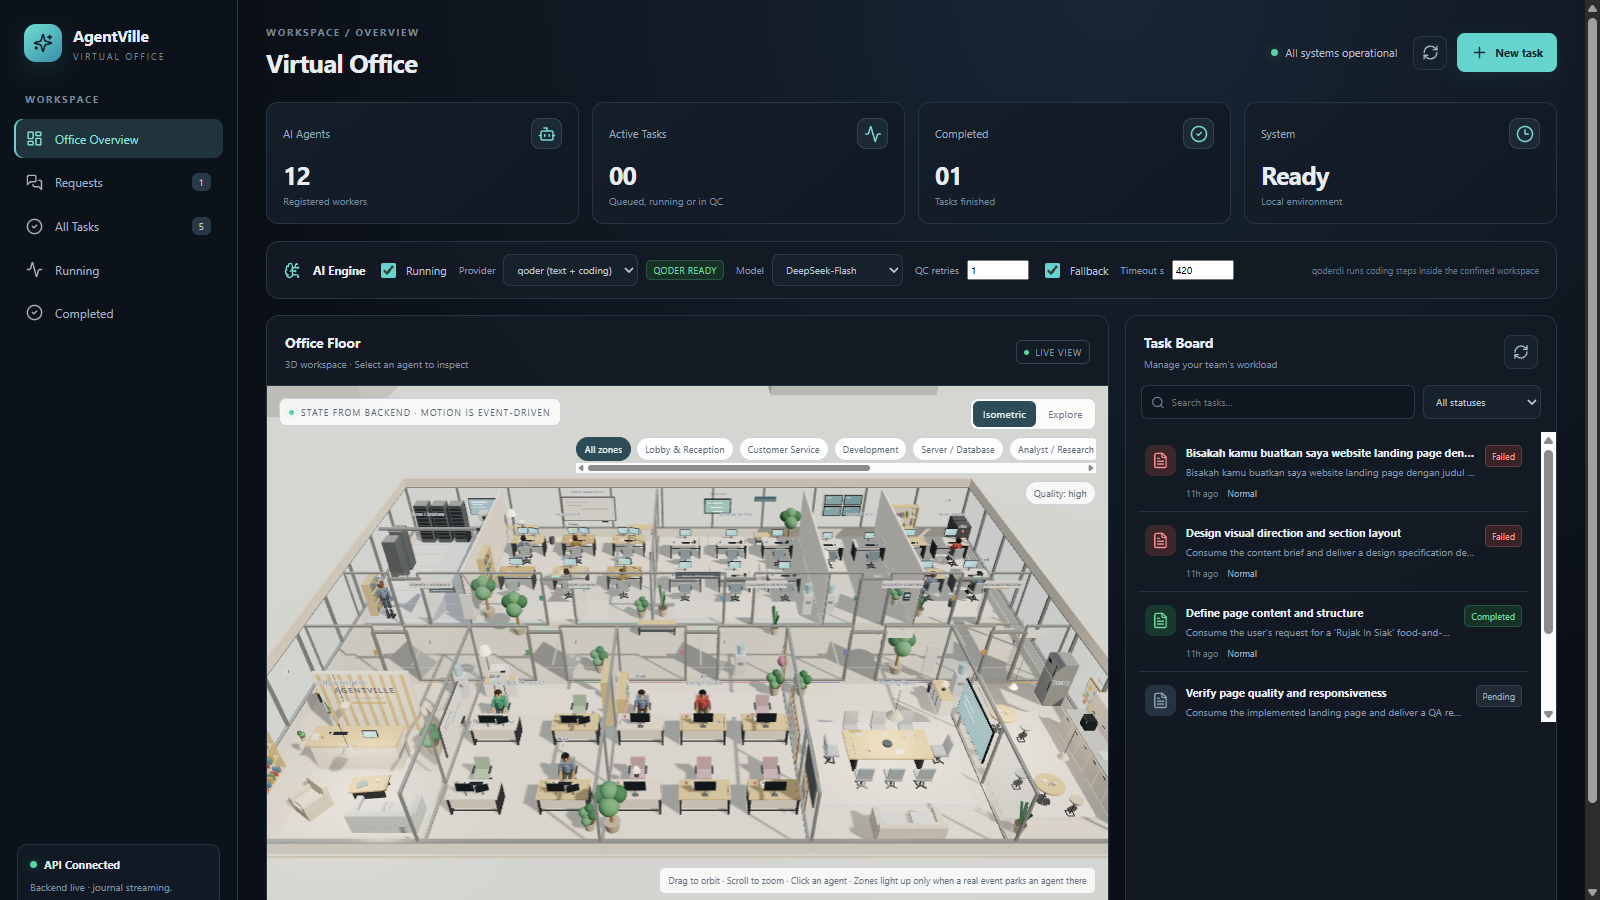 AgentVille
VIRTUAL OFFICE
WORKSPACE
Office Overview
Requests 1
All Tasks 5
Running
Completed
API Connected
Backend live · journal streaming.
WORKSPACE / OVERVIEW
Virtual Office
All systems operational
New task
AI Agents
12
Registered workers
Active Tasks
00
Queued, running or in QC
Completed
01
Tasks finished
System
Ready
Local environment
AI Engine Running Provider qoder (text + coding) QODER READY Model DeepSeek-Flash QC retries 1 Fallback Timeout s 420 qodercli runs coding steps inside the confined workspace
Office Floor
3D workspace · Select an agent to inspect
LIVE VIEW
STATE FROM BACKEND · MOTION IS EVENT-DRIVEN
Isometric Explore
All zones Lobby & Reception Customer Service Development Server / Database Analyst / Research
Quality: high
AGENTVILLE
Drag to orbit · Scroll to zoom · Click an agent · Zones light up only when a real event parks an agent there
Task Board
Manage your team's workload
Search tasks...
All statuses
Bisakah kamu buatkan saya website landing page den... Failed
Bisakah kamu buatkan saya website landing page dengan judul ...
11h ago Normal
Design visual direction and section layout Failed
Consume the content brief and deliver a design specification de...
11h ago Normal
Define page content and structure Completed
Consume the user's request for a 'Rujak In Siak' food-and-...
11h ago Normal
Verify page quality and responsiveness Pending
Consume the implemented landing page and deliver a QA re...